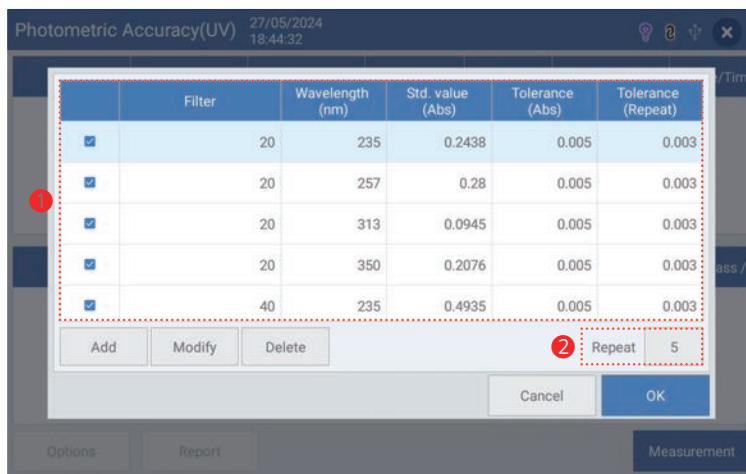 Photometric Accuracy(UV) 27/05/2024
18:44:32
e/Tim
Filter Wavelength (nm) Std. value (Abs) Tolerance (Abs) Tolerance (Repeat)
20 235 0.2438 0.005 0.003
20 257 0.28 0.005 0.003
1
20 313 0.0945 0.005 0.003
20 350 0.2076 0.005 0.003
ass /
40 235 0.4935 0.005 0.003
Add Modify Delete 2 Repeat 5
Cancel OK
Options Report Measurement